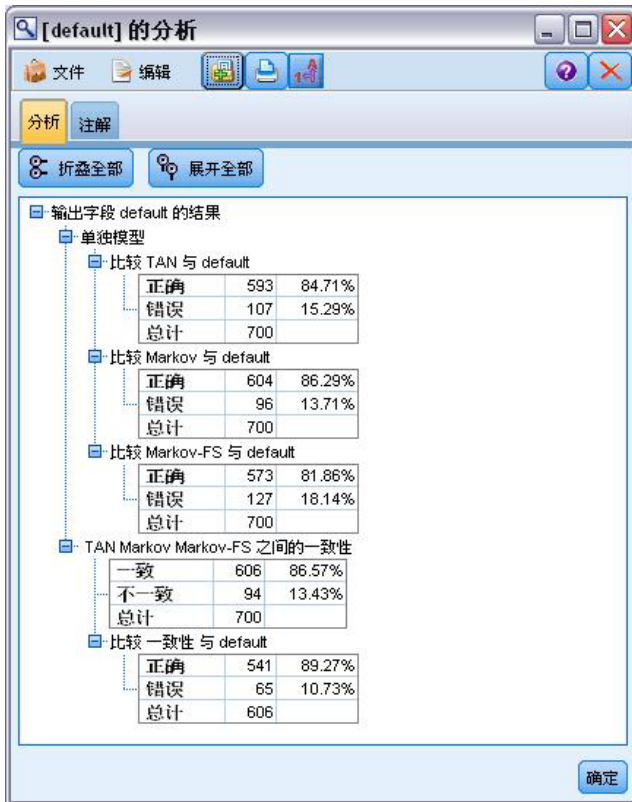 [default] 的分析
文件 编辑
分析 注解
折叠全部 展开全部
输出字段 default 的结果
单独模型
比较 TAN 与 default
正确 593 84.71%
错误 107 15.29%
总计 700
比较 Markov 与 default
正确 604 86.29%
错误 96 13.71%
总计 700
比较 Markov-FS 与 default
正确 573 81.86%
错误 127 18.14%
总计 700
TAN Markov Markov-FS 之间的一致性
一致 606 86.57%
不一致 94 13.43%
总计 700
比较 一致性 与 default
正确 541 89.27%
错误 65 10.73%
总计 606
确定